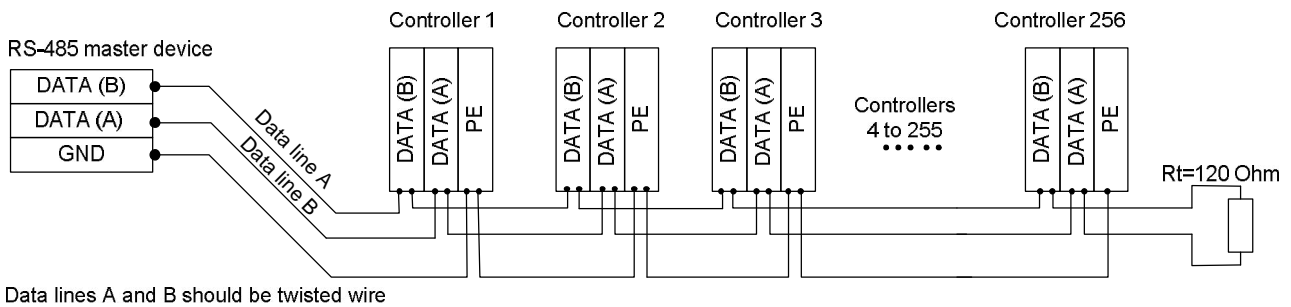 Controller 1
Controller 2
Controller 3
Controller 256
RS-485 master device
DATA (B)
DATA (A)
GND
Data line A
Data line B
DATA (B)
DATA (A)
PE
DATA (B)
DATA (A)
PE
DATA (B)
DATA (A)
PE
Controllers
4 to 255
DATA (B)
DATA (A)
PE
Rt=120 Ohm
Data lines A and B should be twisted wire